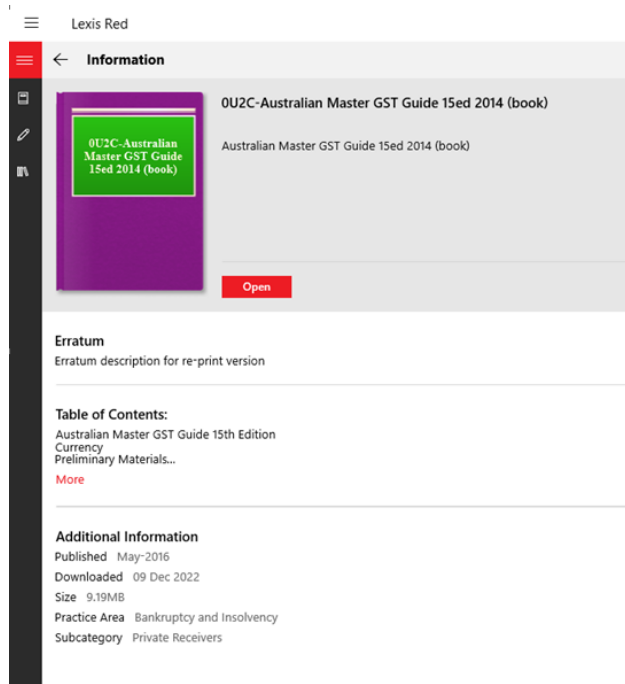 Lexis Red
Information
0U2C-Australian
Master GST Guide
15ed 2014 (book)
0U2C-Australian Master GST Guide 15ed 2014 (book)
Australian Master GST Guide 15ed 2014 (book)
Open
Erratum
Erratum description for re-print version
Table of Contents:
Australian Master GST Guide 15th Edition
Currency
Preliminary Materials...
More
Additional Information
Published May-2016
Downloaded 09 Dec 2022
Size 9.19MB
Practice Area Bankruptcy and Insolvency
Subcategory Private Receivers